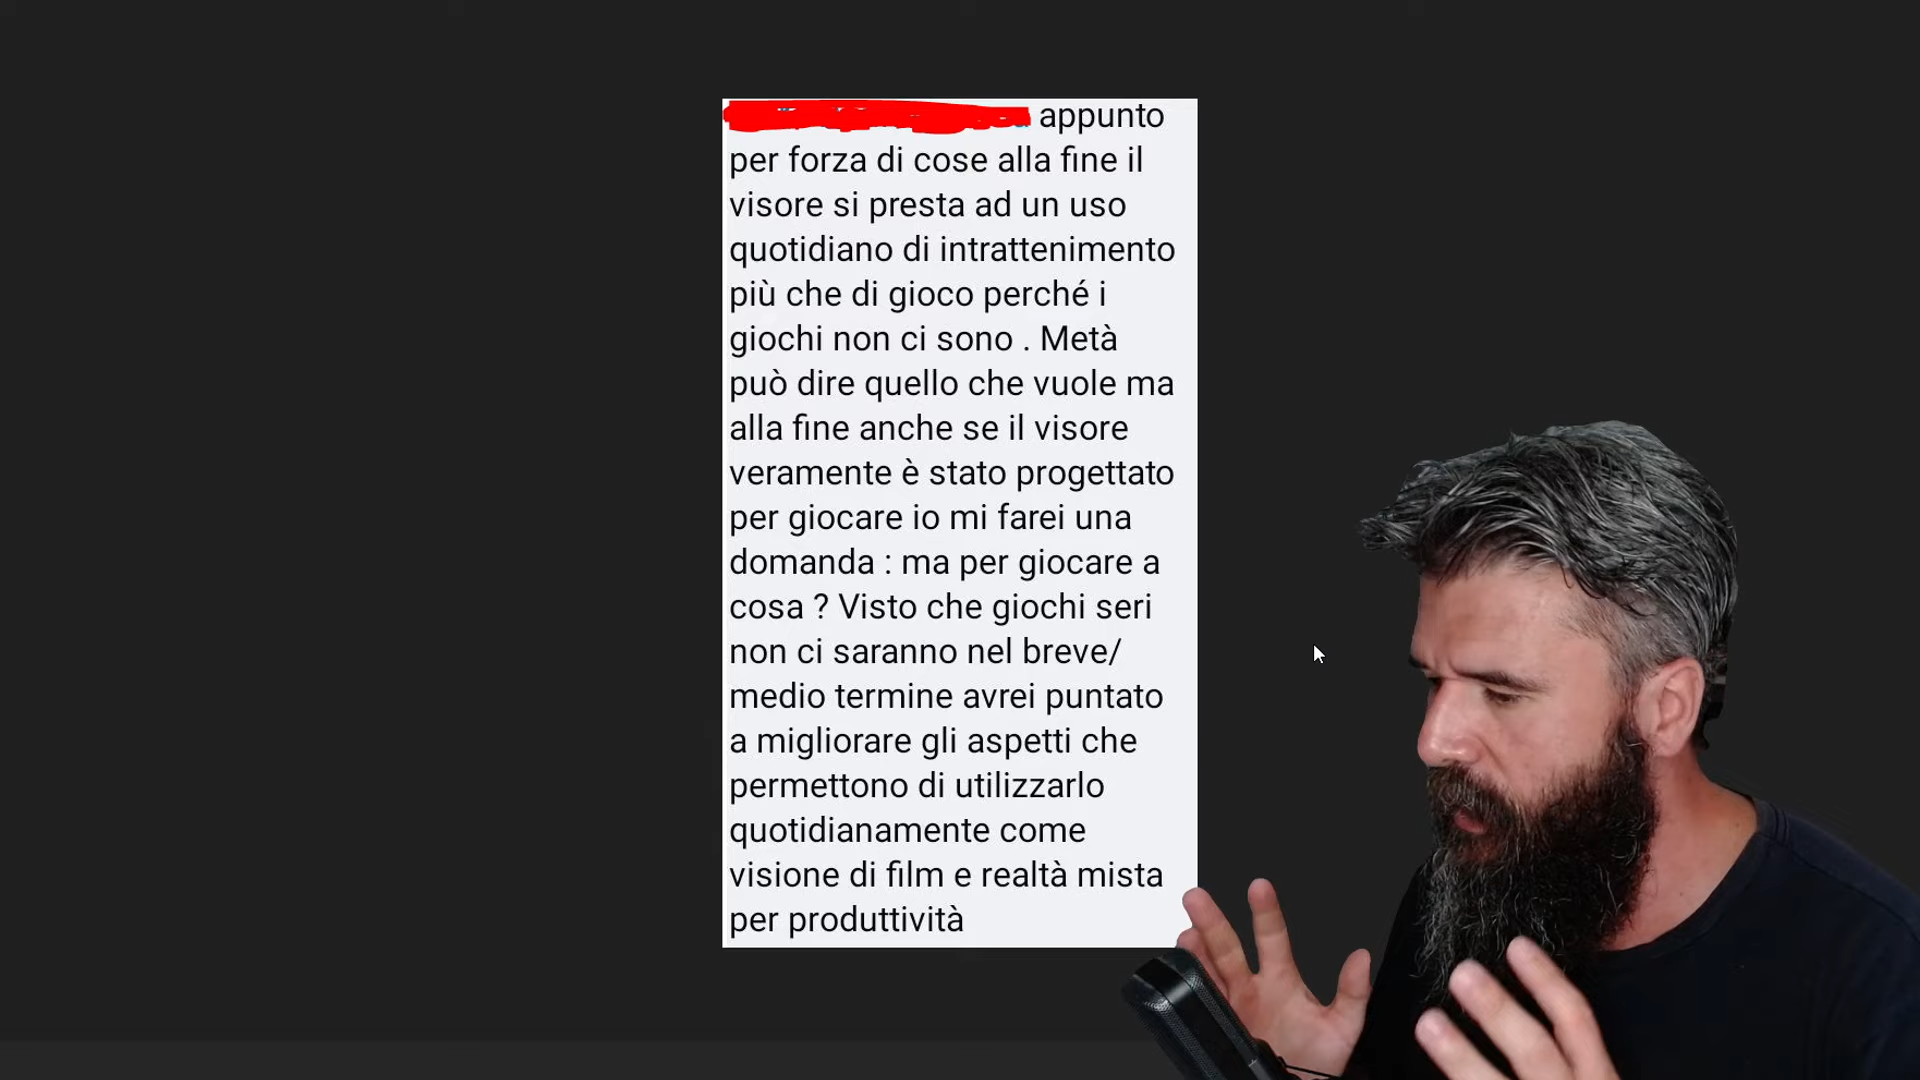 appunto
per forza di cose alla fine il
visore si presta ad un uso
quotidiano di intrattenimento
più che di gioco perché i
giochi non ci sono . Metà
può dire quello che vuole ma
alla fine anche se il visore
veramente è stato progettato
per giocare io mi farei una
domanda : ma per giocare a
cosa ? Visto che giochi seri
non ci saranno nel breve/
medio termine avrei puntato
a migliorare gli aspetti che
permettono di utilizzarlo
quotidianamente come
visione di film e realtà mista
per produttività